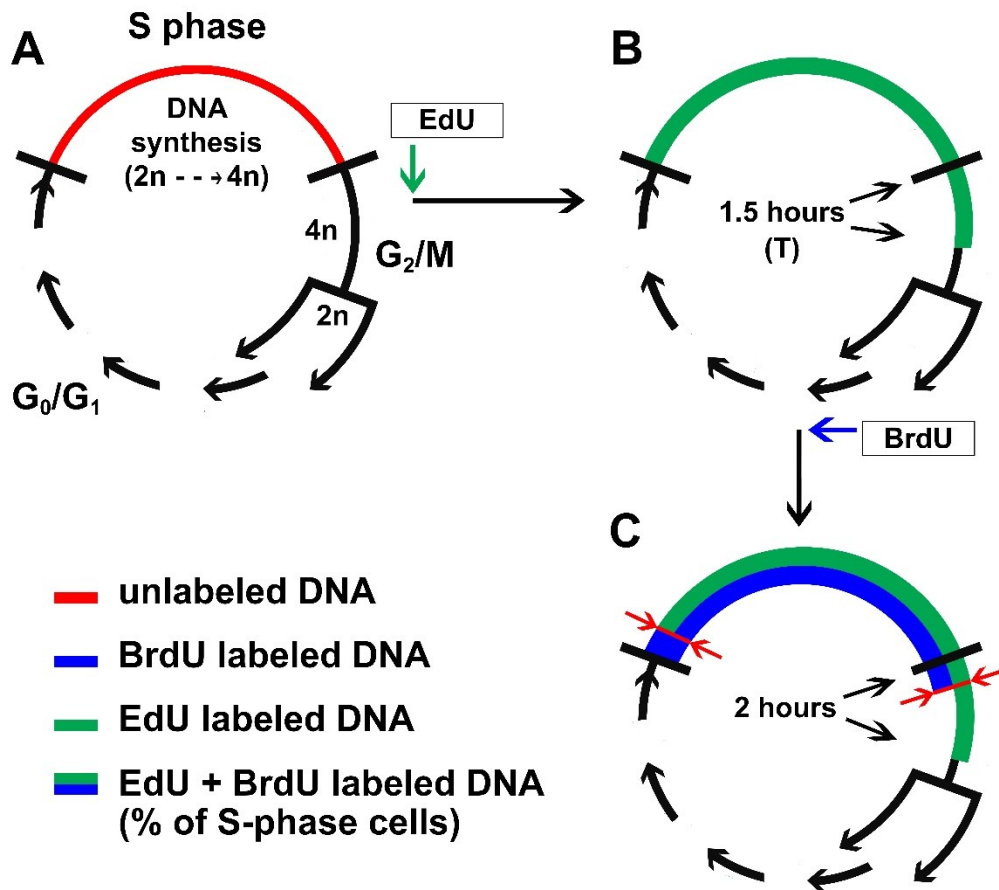 A
S phase
DNA
synthesis
(2n - - → 4n)
4n
G₂/M
2n
G₀/G₁
EdU
B
1.5 hours
(T)
BrdU
C
2 hours
unlabeled DNA
BrdU labeled DNA
EdU labeled DNA
EdU + BrdU labeled DNA
(% of S-phase cells)